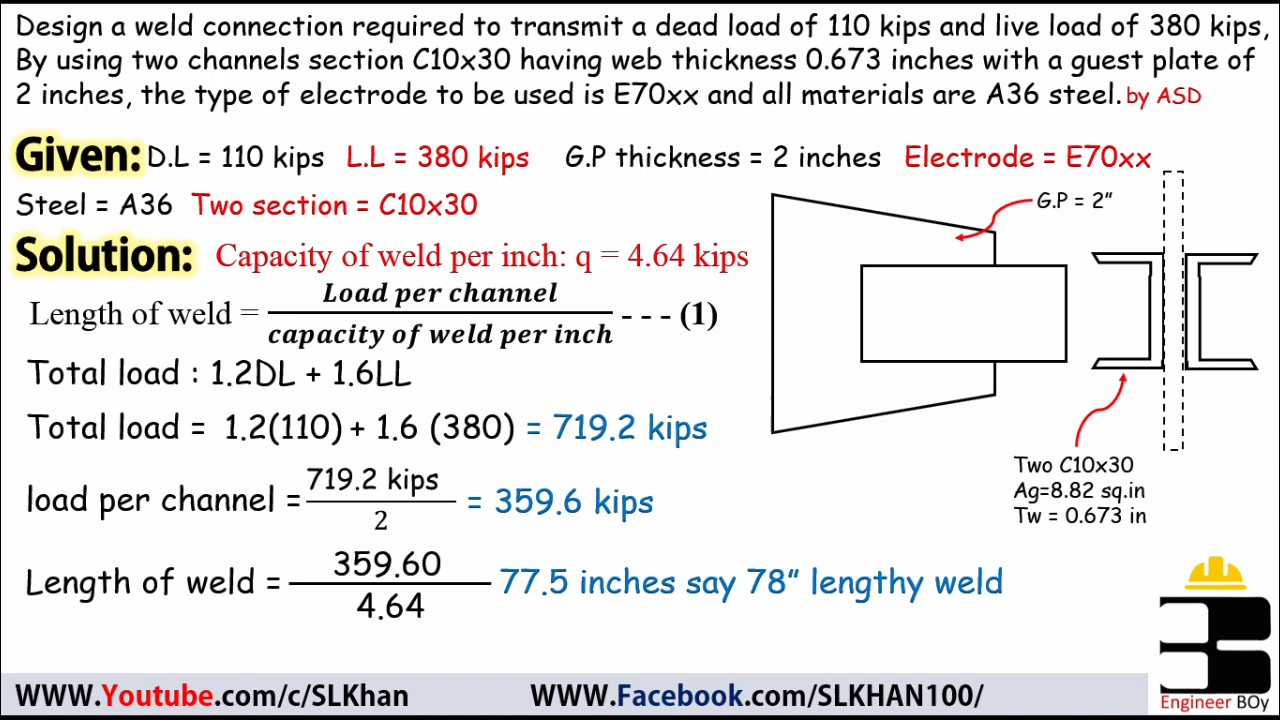 Design a weld connection required to transmit a dead load of 110 kips and live load of 380 kips,
By using two channels section C10x30 having web thickness 0.673 inches with a guest plate of
2 inches, the type of electrode to be used is E70xx and all materials are A36 steel. by ASD
Given: D.L = 110 kips L.L = 380 kips G.P thickness = 2 inches Electrode = E70xx
Steel = A36 Two section = C10x30
G.P = 2”
Solution: Capacity of weld per inch: q = 4.64 kips
Load per channel
Length of weld = - - - (1)
capacity of weld per inch
Total load : 1.2DL + 1.6LL
Total load = 1.2(110) + 1.6 (380) = 719.2 kips
719.2 kips
load per channel = = 359.6 kips
2
Two C10x30
Ag=8.82 sq.in
Tw = 0.673 in
359.60
Length of weld = 77.5 inches say 78” lengthy weld
4.64
WWW.Youtube.com/c/SLKhan WWW.Facebook.com/SLKHAN100/
Engineer BOy